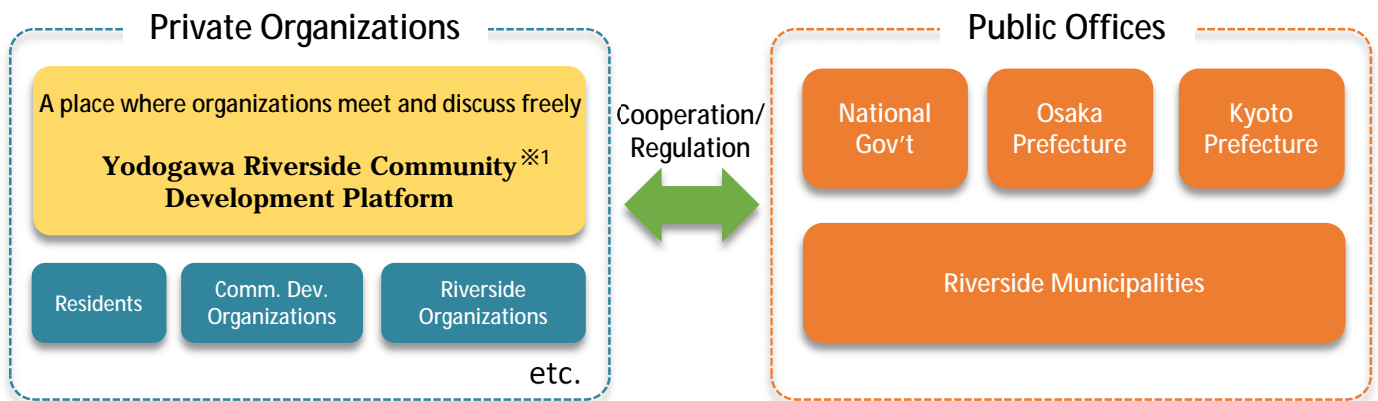 Private Organizations
A place where organizations meet and discuss freely
Yodogawa Riverside Community※1
Development Platform
Residents
Comm. Dev.
Organizations
Riverside
Organizations
etc.
Cooperation/
Regulation
Public Offices
National
Gov't
Osaka
Prefecture
Kyoto
Prefecture
Riverside Municipalities